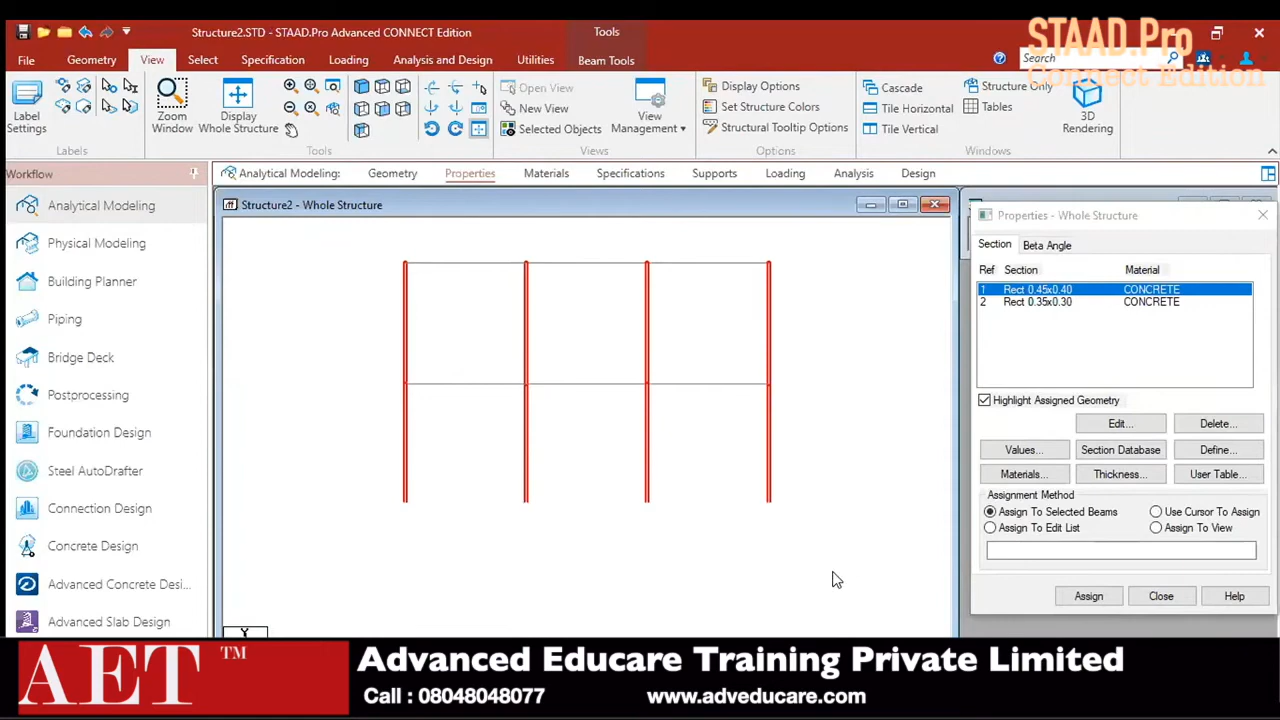 Structure2.STD - STAAD.Pro Advanced CONNECT Edition
Tools
STAAD.Pro
Connect Edition
File
Geometry
View
Select
Specification
Loading
Analysis and Design
Utilities
Beam Tools
Search
Label
Settings
Zoom
Window
Display
Whole Structure
Open View
New View
Selected Objects
View
Management
Display Options
Set Structure Colors
Structural Tooltip Options
Cascade
Tile Horizontal
Tile Vertical
Structure Only
Tables
3D
Rendering
Labels
Tools
Views
Options
Windows
Workflow
Analytical Modeling:
Geometry
Properties
Materials
Specifications
Supports
Loading
Analysis
Design
Analytical Modeling
Physical Modeling
Building Planner
Piping
Bridge Deck
Postprocessing
Foundation Design
Steel AutoDrafter
Connection Design
Concrete Design
Advanced Concrete Desi...
Advanced Slab Design
Structure2 - Whole Structure
Y
Properties - Whole Structure
Section
Beta Angle
Ref Section Material
1 Rect 0.45x0.40 CONCRETE
2 Rect 0.35x0.30 CONCRETE
Highlight Assigned Geometry
Edit...
Delete...
Values...
Section Database
Define...
Materials...
Thickness...
User Table...
Assignment Method
Assign To Selected Beams
Use Cursor To Assign
Assign To Edit List
Assign To View
Assign
Close
Help
AET TM
Advanced Educare Training Private Limited
Call : 08048048077
www.adveducare.com